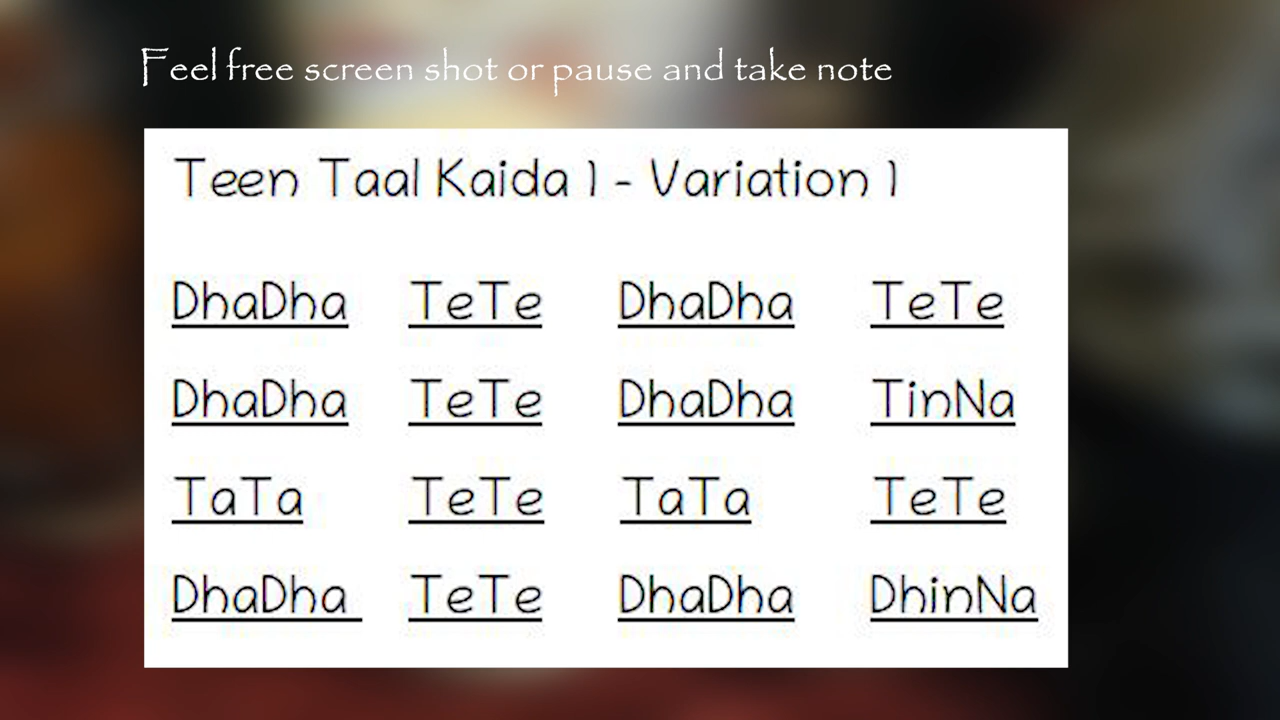 Feel free screen shot or pause and take note
Teen Taal Kaida 1 - Variation 1
DhaDha TeTe DhaDha TeTe
DhaDha TeTe DhaDha TinNa
TaTa TeTe TaTa TeTe
DhaDha TeTe DhaDha DhinNa